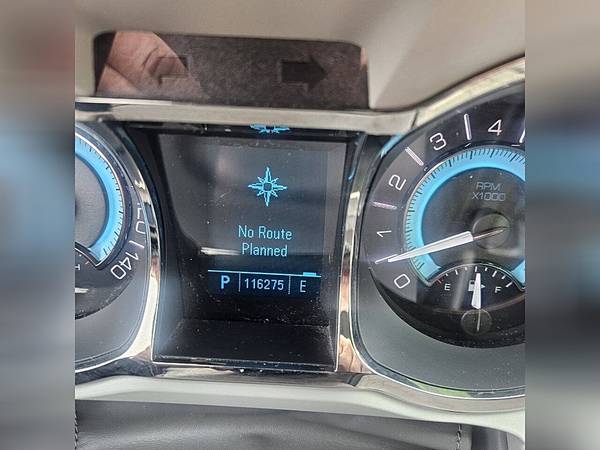 4
3
2
1
0
RPM
X1000
No Route
Planned
P 116275 E
140
H
E F